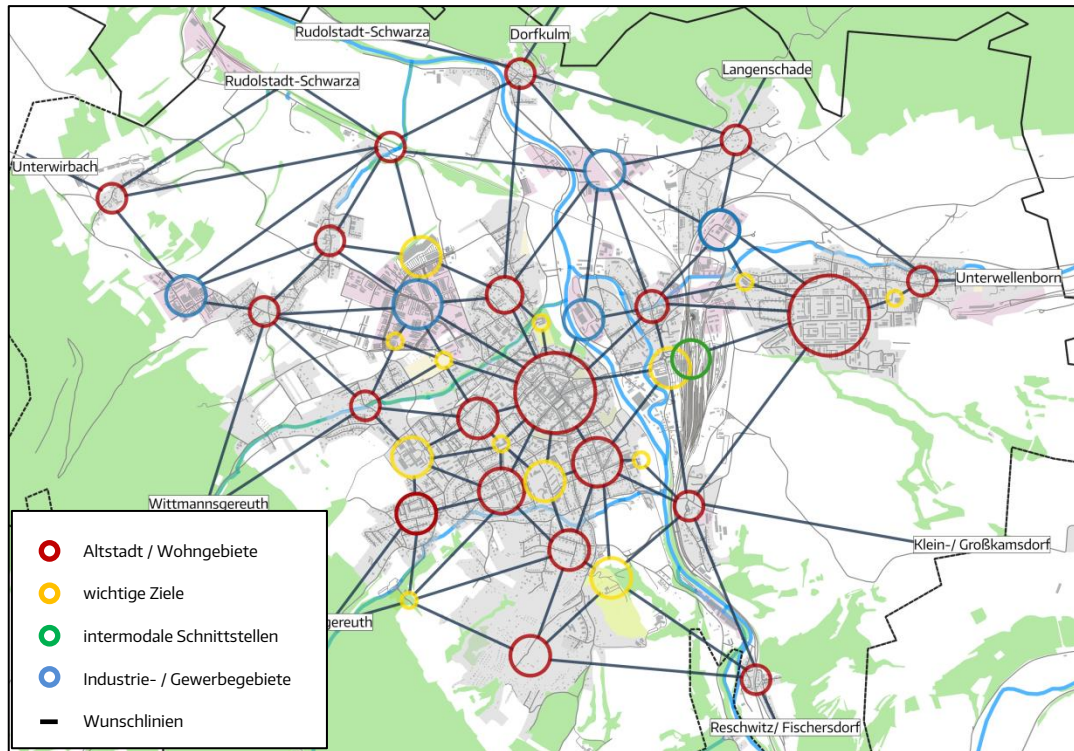 Rudolstadt-Schwarza
Dorfkulm
Rudolstadt-Schwarza
Langenschade
Unterwirbach
Unterwellenborn
Wittmannsgereuth
Klein-/ Großkamsdorf
gereuth
Reschwitz/ Fischersdorf
Altstadt / Wohngebiete
wichtige Ziele
intermodale Schnittstellen
Industrie- / Gewerbegebiete
Wunschlinien